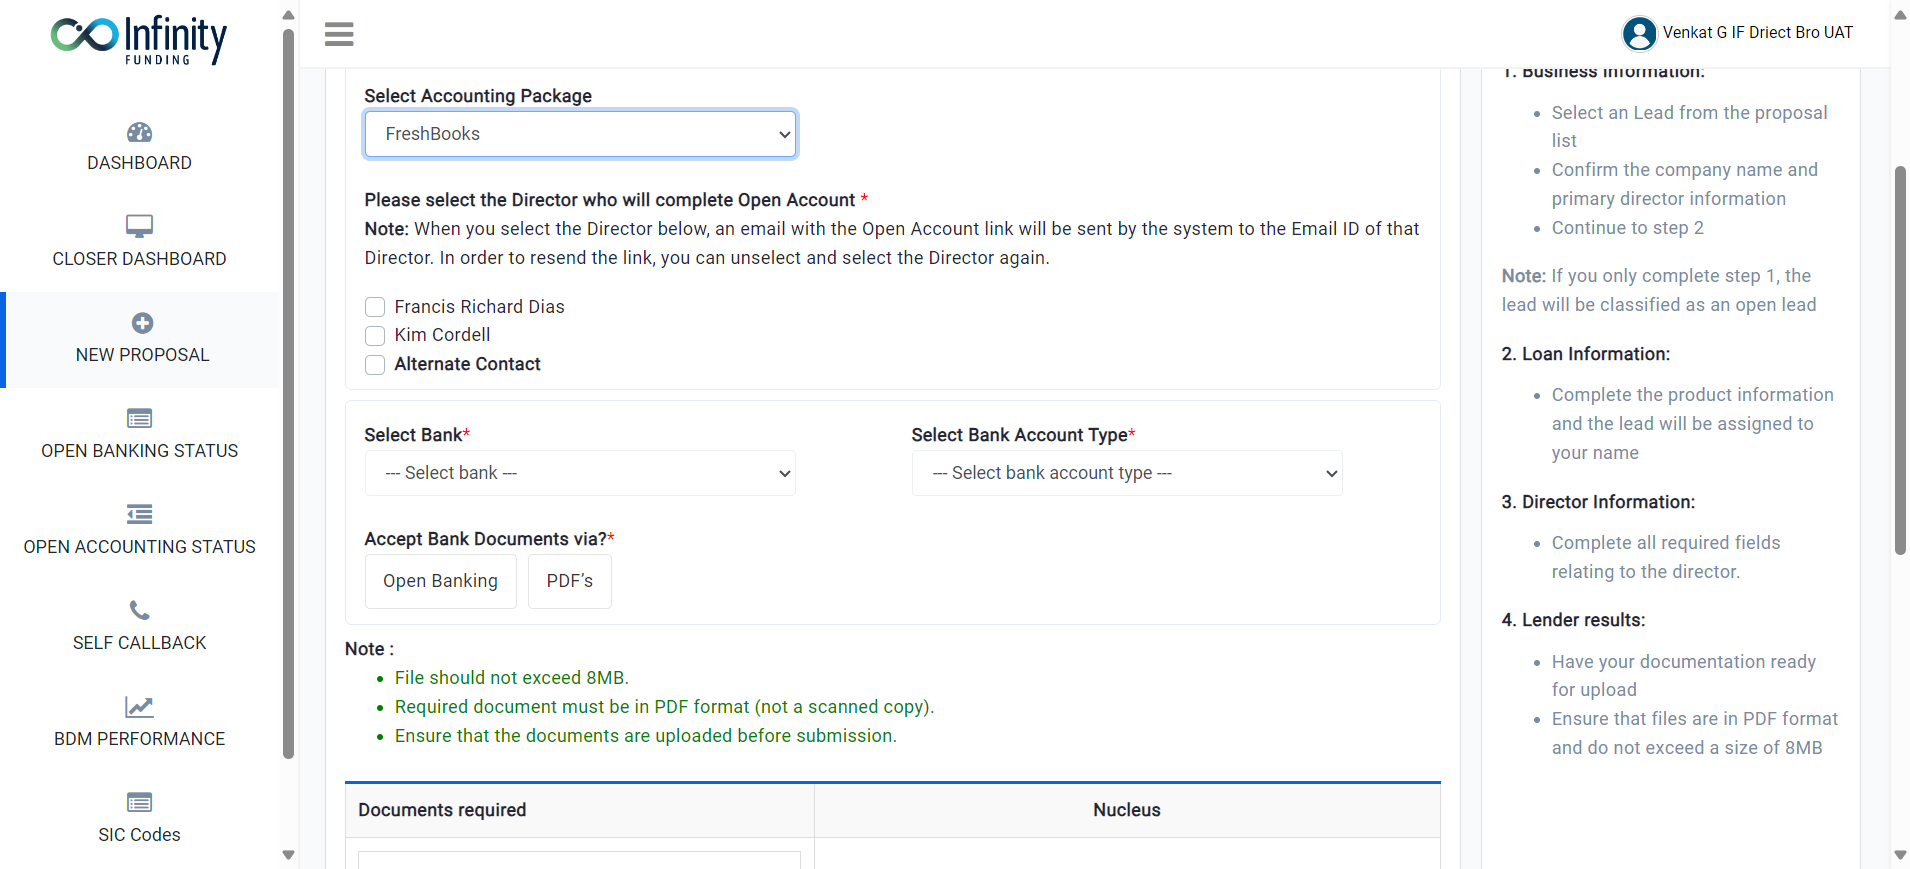 Infinity
FUNDING
DASHBOARD
CLOSER DASHBOARD
NEW PROPOSAL
OPEN BANKING STATUS
OPEN ACCOUNTING STATUS
SELF CALLBACK
BDM PERFORMANCE
SIC Codes
Venkat G IF Driect Bro UAT
Select Accounting Package
FreshBooks
Please select the Director who will complete Open Account *
Note: When you select the Director below, an email with the Open Account link will be sent by the system to the Email ID of that
Director. In order to resend the link, you can unselect and select the Director again.
Francis Richard Dias
Kim Cordell
Alternate Contact
Select Bank*
--- Select bank ---
Select Bank Account Type*
--- Select bank account type ---
Accept Bank Documents via?*
Open Banking
PDF’s
Note :
File should not exceed 8MB.
Required document must be in PDF format (not a scanned copy).
Ensure that the documents are uploaded before submission.
Documents required
Nucleus
1. Business Information:
Select an Lead from the proposal
list
Confirm the company name and
primary director information
Continue to step 2
Note: If you only complete step 1, the
lead will be classified as an open lead
2. Loan Information:
Complete the product information
and the lead will be assigned to
your name
3. Director Information:
Complete all required fields
relating to the director.
4. Lender results:
Have your documentation ready
for upload
Ensure that files are in PDF format
and do not exceed a size of 8MB